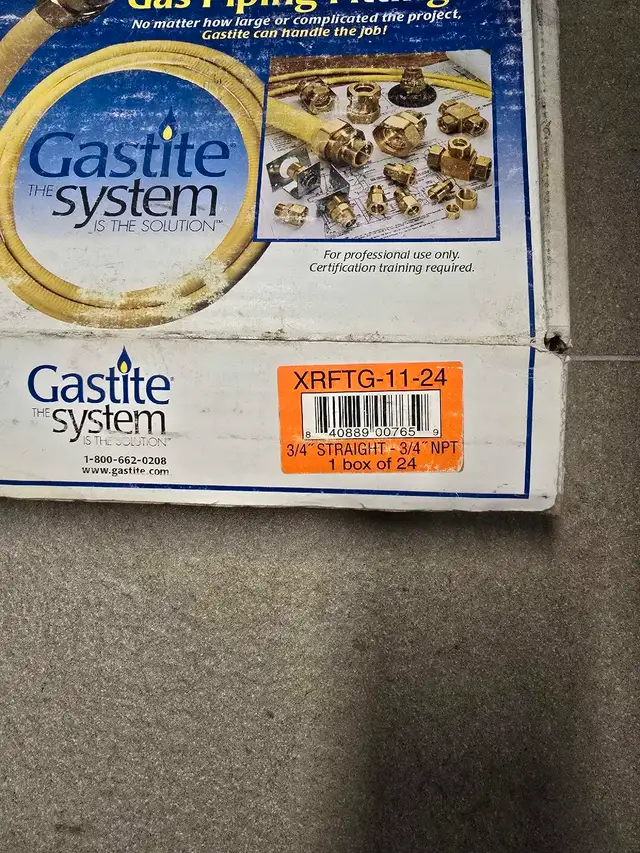 Gas Piping Fitting
No matter how large or complicated the project,
Gastite can handle the job!
Gastite®
THE system
IS THE SOLUTION™
For professional use only.
Certification training required.
Gastite®
THE system
IS THE SOLUTION™
1-800-662-0208
www.gastite.com
XRFTG-11-24
8 40889 00765 9
3/4" STRAIGHT - 3/4" NPT
1 box of 24